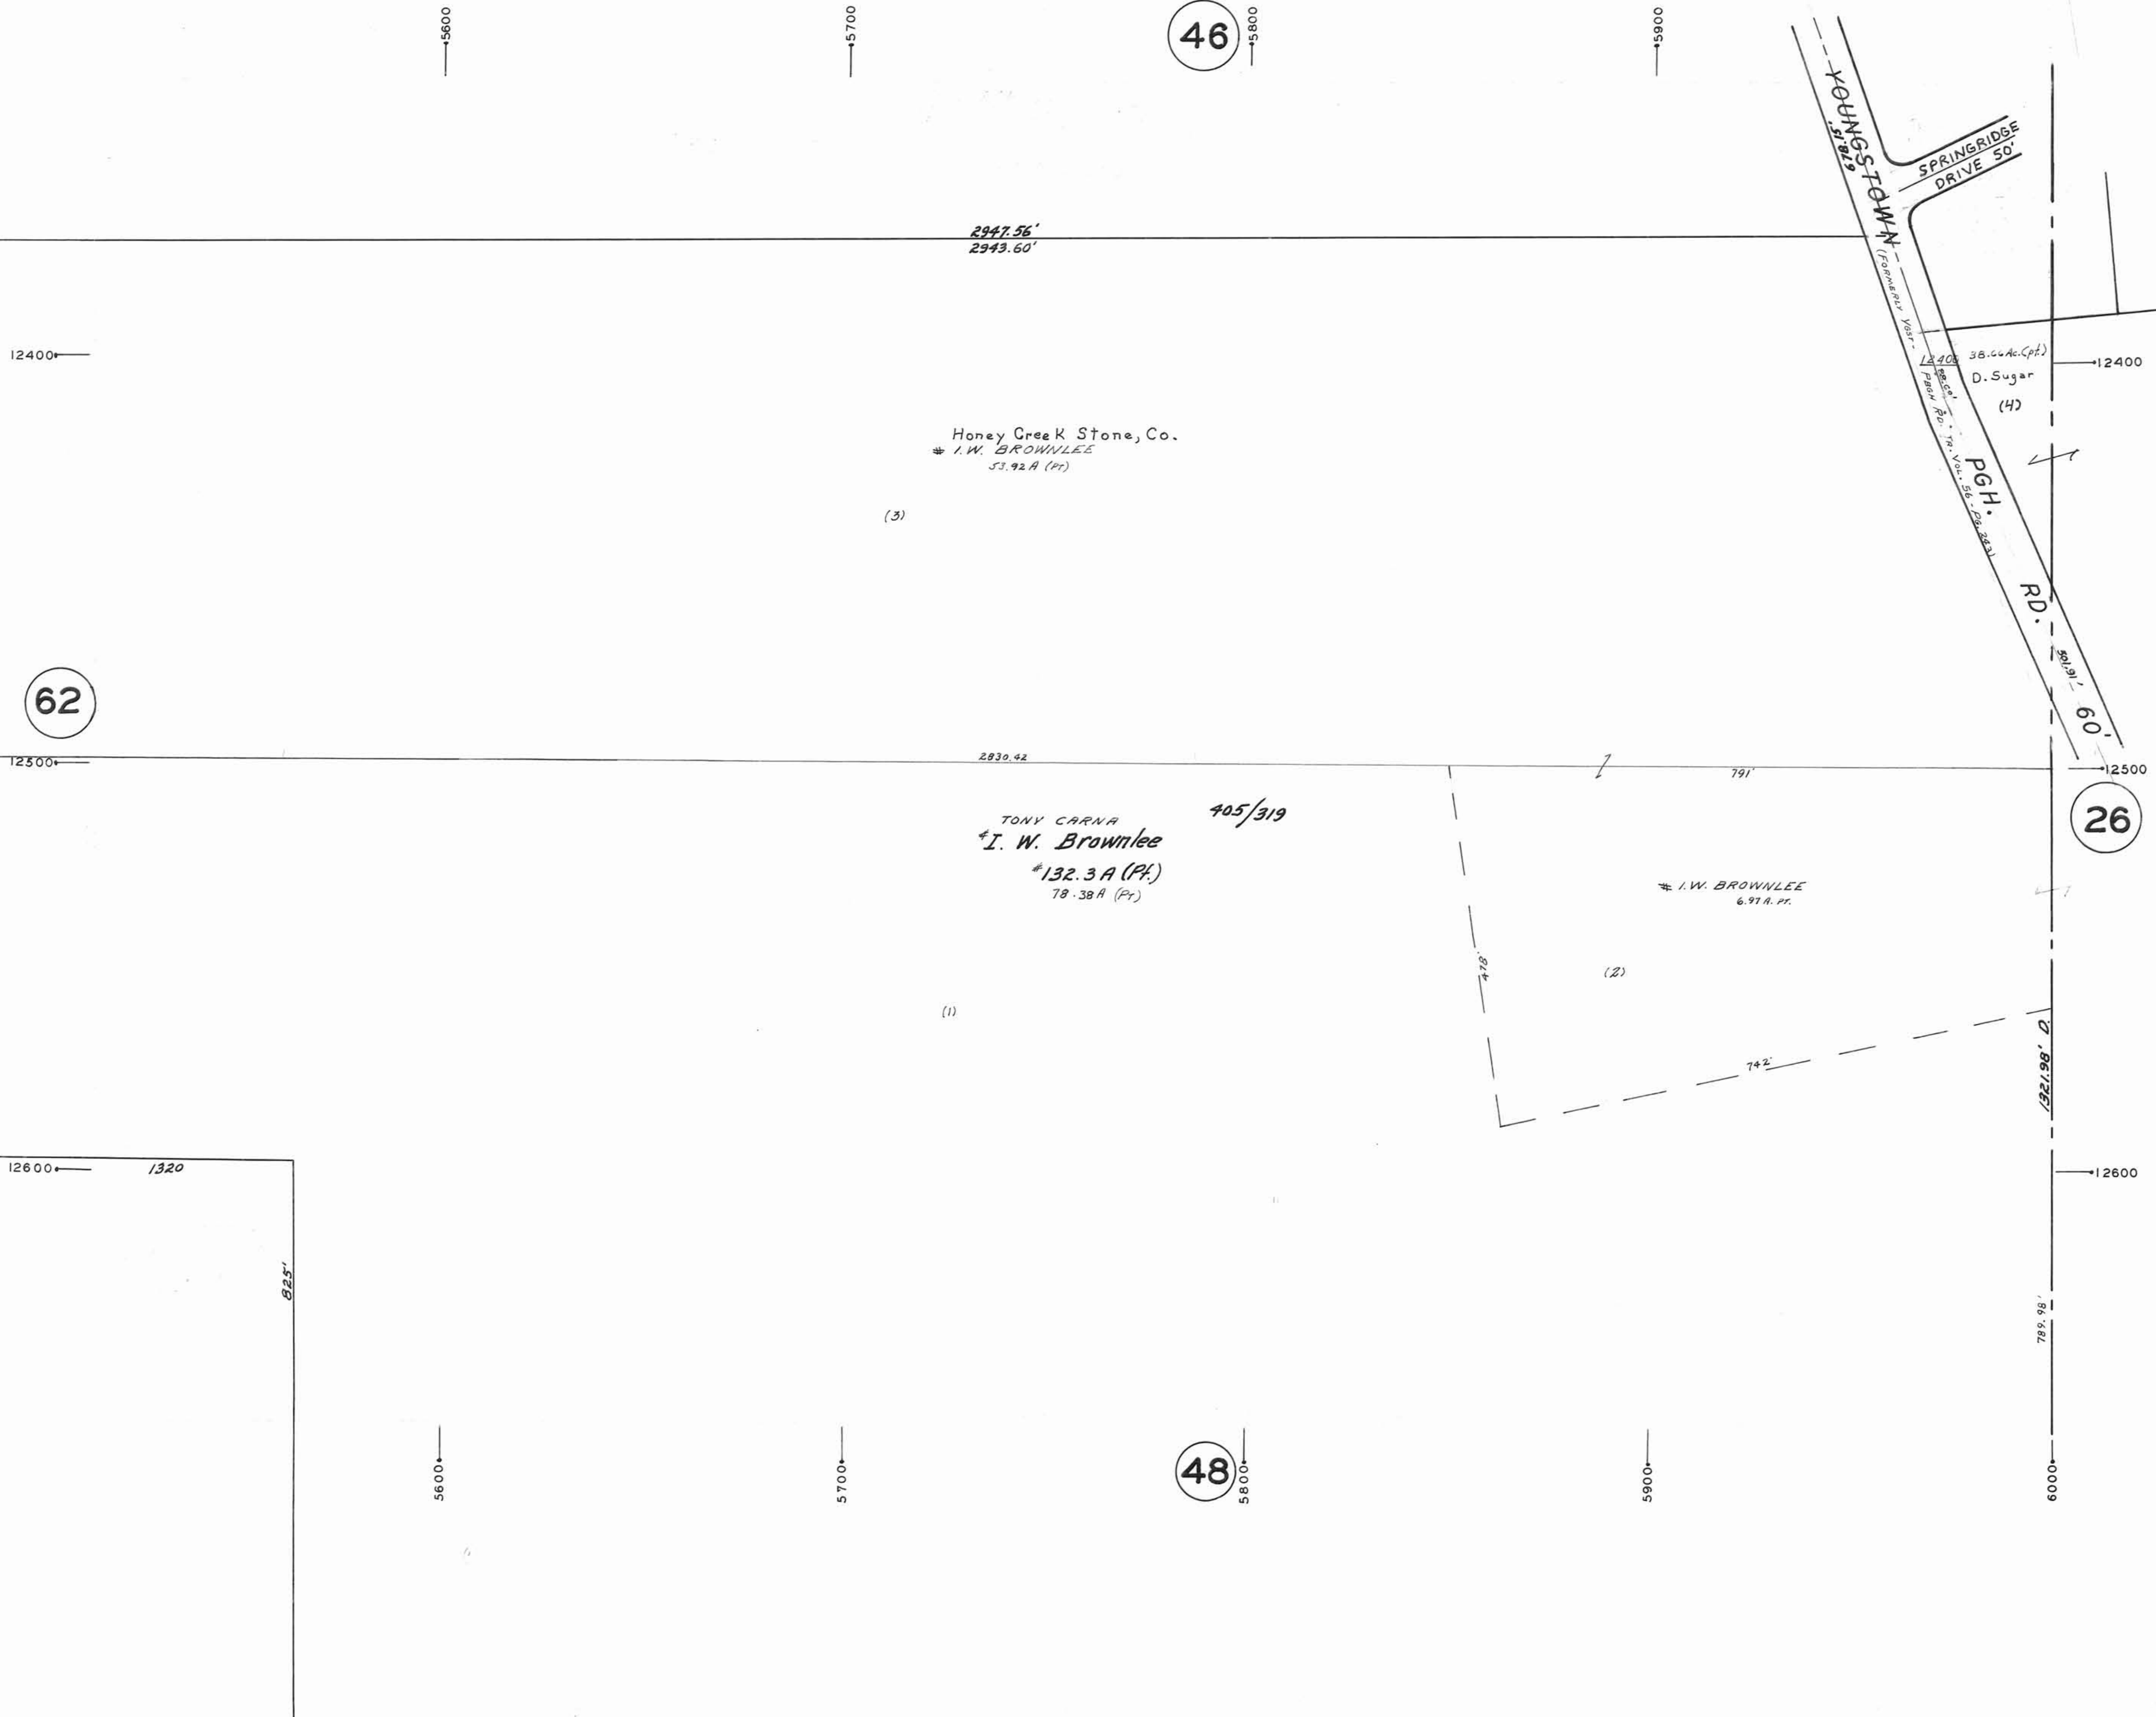 5600
5700
46
5800
5900
YOUNGSTOWN
678.15'
SPRINGRIDGE
DRIVE 50'
2947.56'
2943.60'
(FORMERLY YGST-
PBGH RD. TR. VOL. 56 - PG. 243)
12400
12400
38.66 Ac. (pt.)
12400
D. Sugar
(4)
Honey Creek Stone, Co.
# I.W. BROWNLEE
53.92 A (PT)
(3)
PGH.
RD.
501.91'
60'
62
12500
2830.42
791'
12500
26
TONY CARNA
405/319
# I. W. Brownlee
# 132.3 A (Pt.)
78.38 A (PT)
# I.W. BROWNLEE
6.97 A. PT.
478'
(2)
(1)
742'
1321.98' D.
12600
1320
12600
825'
789.98'
5600
5700
48
5800
5900
6000